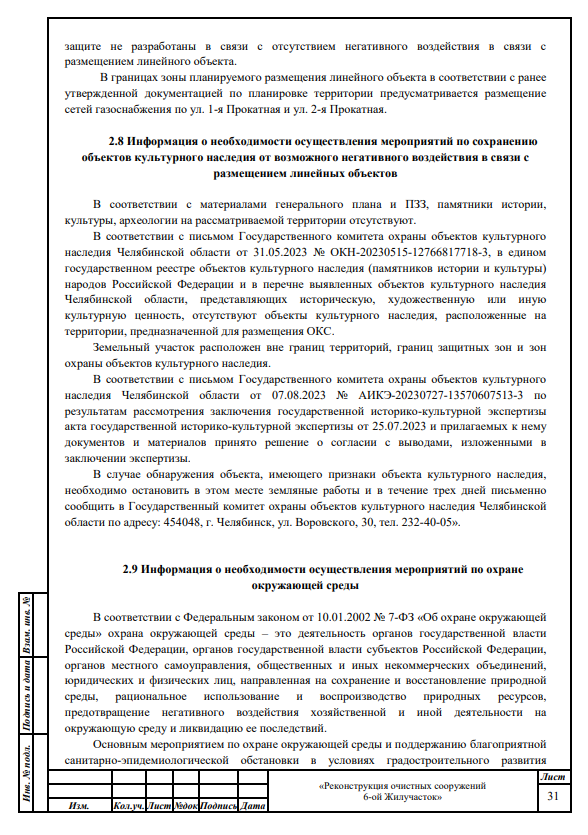 защите не разработаны в связи с отсутствием негативного воздействия в связи с
размещением линейного объекта.
В границах зоны планируемого размещения линейного объекта в соответствии с ранее
утвержденной документацией по планировке территории предусматривается размещение
сетей газоснабжения по ул. 1-я Прокатная и ул. 2-я Прокатная.
2.8 Информация о необходимости осуществления мероприятий по сохранению
объектов культурного наследия от возможного негативного воздействия в связи с
размещением линейных объектов
В соответствии с материалами генерального плана и ПЗЗ, памятники истории,
культуры, археологии на рассматриваемой территории отсутствуют.
В соответствии с письмом Государственного комитета охраны объектов культурного
наследия Челябинской области от 31.05.2023 № ОКН-20230515-12766817718-3, в едином
государственном реестре объектов культурного наследия (памятников истории и культуры)
народов Российской Федерации и в перечне выявленных объектов культурного наследия
Челябинской области, представляющих историческую, художественную или иную
культурную ценность, отсутствуют объекты культурного наследия, расположенные на
территории, предназначенной для размещения ОКС.
Земельный участок расположен вне границ территорий, границ защитных зон и зон
охраны объектов культурного наследия.
В соответствии с письмом Государственного комитета охраны объектов культурного
наследия Челябинской области от 07.08.2023 № АИКЭ-20230727-13570607513-3 по
результатам рассмотрения заключения государственной историко-культурной экспертизы
акта государственной историко-культурной экспертизы от 25.07.2023 и прилагаемых к нему
документов и материалов принято решение о согласии с выводами, изложенными в
заключении экспертизы.
В случае обнаружения объекта, имеющего признаки объекта культурного наследия,
необходимо остановить в этом месте земляные работы и в течение трех дней письменно
сообщить в Государственный комитет охраны объектов культурного наследия Челябинской
области по адресу: 454048, г. Челябинск, ул. Воровского, 30, тел. 232-40-05».
2.9 Информация о необходимости осуществления мероприятий по охране
окружающей среды
В соответствии с Федеральным законом от 10.01.2002 № 7-ФЗ «Об охране окружающей
среды» охрана окружающей среды – это деятельность органов государственной власти
Российской Федерации, органов государственной власти субъектов Российской Федерации,
органов местного самоуправления, общественных и иных некоммерческих объединений,
юридических и физических лиц, направленная на сохранение и восстановление природной
среды, рациональное использование и воспроизводство природных ресурсов,
предотвращение негативного воздействия хозяйственной и иной деятельности на
окружающую среду и ликвидацию ее последствий.
Основным мероприятием по охране окружающей среды и поддержанию благоприятной
санитарно-эпидемиологической обстановки в условиях градостроительного развития
Взам. инв. №
Подпись и дата
Инв. № подл.
Изм. Кол.уч. Лист №док Подпись Дата
«Реконструкция очистных сооружений
6-ой Жилучасток»
Лист
31